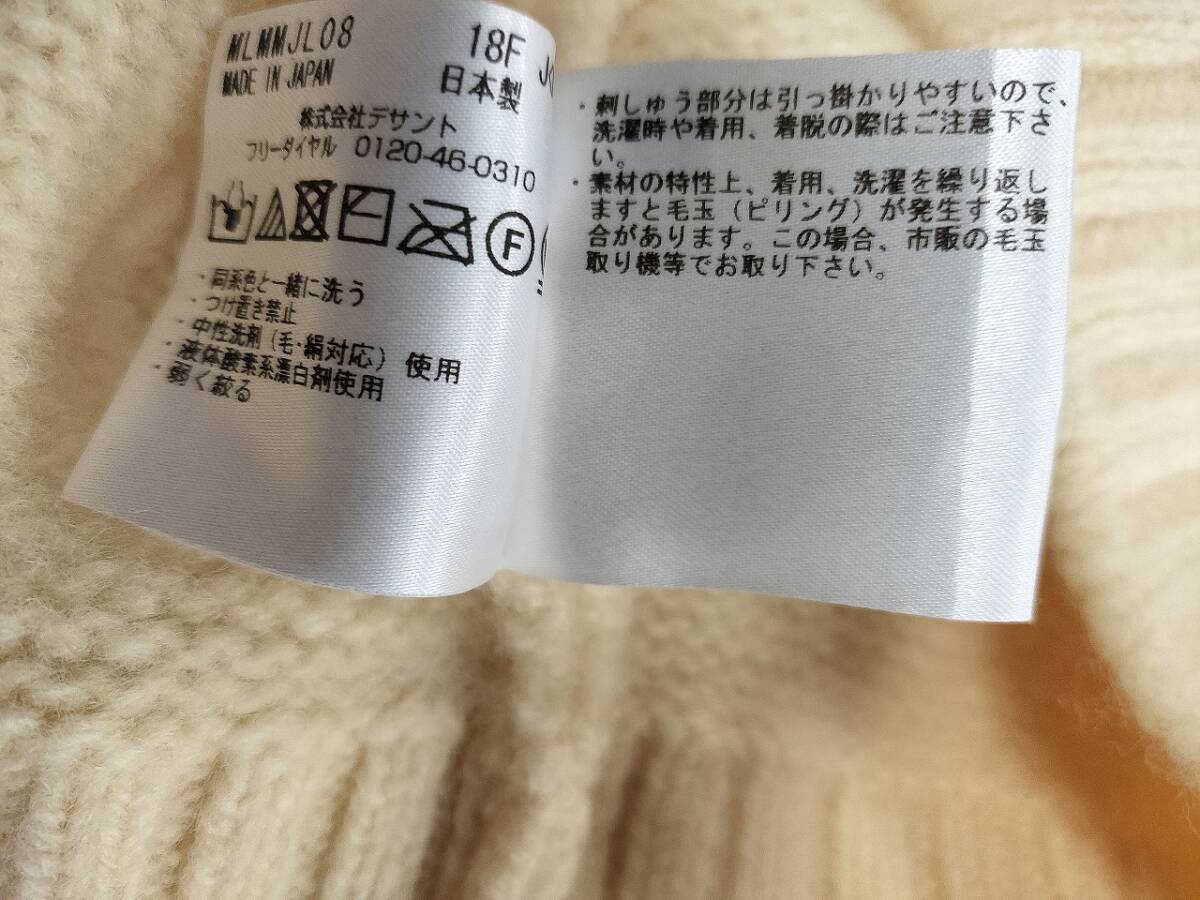 MLMMJL08 18F
MADE IN JAPAN 日本製
株式会社デサント
フリーダイヤル 0120-46-0310
F
・同系色と一緒に洗う
・つけ置き禁止
・中性洗剤(毛・絹対応) 使用
・液体酸素系漂白剤使用
・弱く絞る
・刺しゅう部分は引っ掛かりやすいので、
洗濯時や着用、着脱の際はご注意下さ
い。
・素材の特性上、着用、洗濯を繰り返し
ますと毛玉(ピリング)が発生する場
合があります。この場合、市販の毛玉
取り機等でお取り下さい。